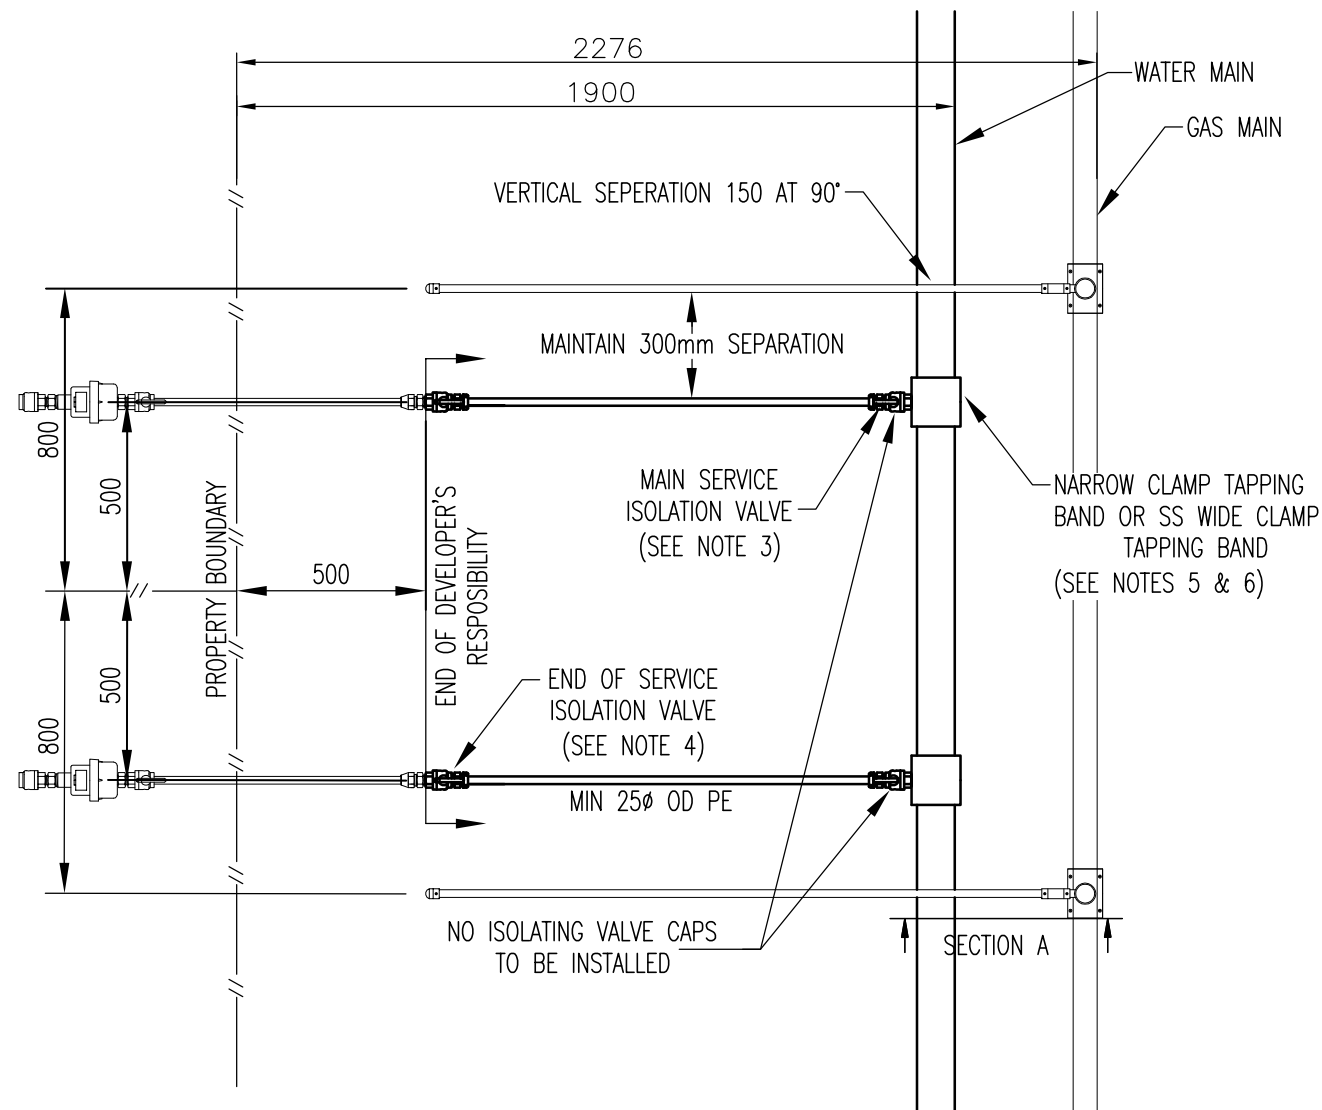 2276
1900
WATER MAIN
GAS MAIN
VERTICAL SEPERATION 150 AT 90°
MAINTAIN 300mm SEPARATION
800
500
PROPERTY BOUNDARY
500
END OF DEVELOPER'S
RESPOSIBILITY
MAIN SERVICE
ISOLATION VALVE
(SEE NOTE 3)
NARROW CLAMP TAPPING
BAND OR SS WIDE CLAMP
TAPPING BAND
(SEE NOTES 5 & 6)
800
500
END OF SERVICE
ISOLATION VALVE
(SEE NOTE 4)
MIN 25ø OD PE
NO ISOLATING VALVE CAPS
TO BE INSTALLED
SECTION A